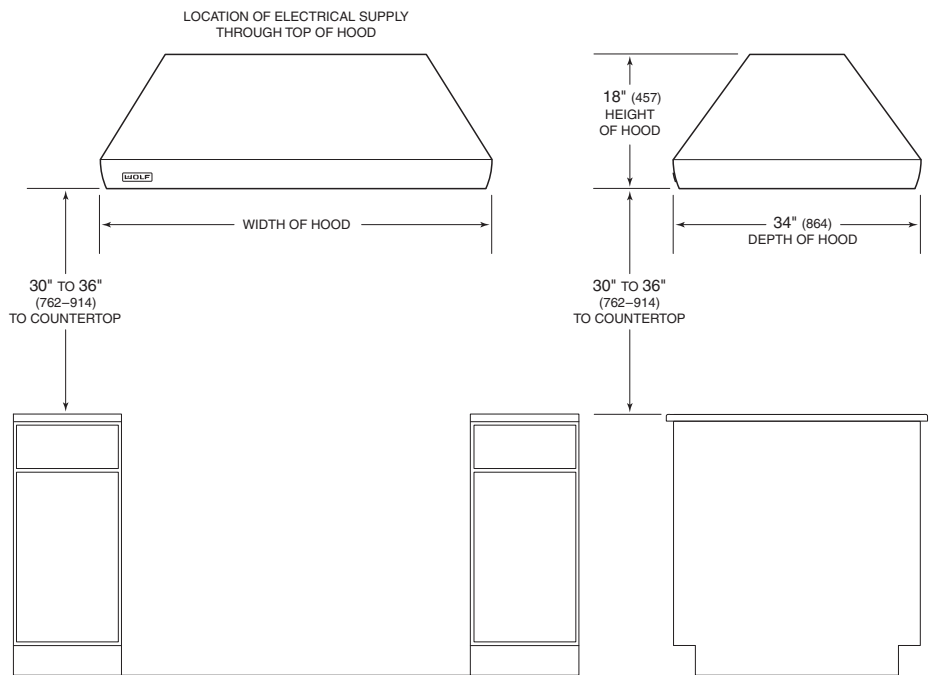 LOCATION OF ELECTRICAL SUPPLY
THROUGH TOP OF HOOD
18" (457)
HEIGHT
OF HOOD
WOLF
WIDTH OF HOOD
34" (864)
DEPTH OF HOOD
30" TO 36"
(762–914)
TO COUNTERTOP
30" TO 36"
(762–914)
TO COUNTERTOP